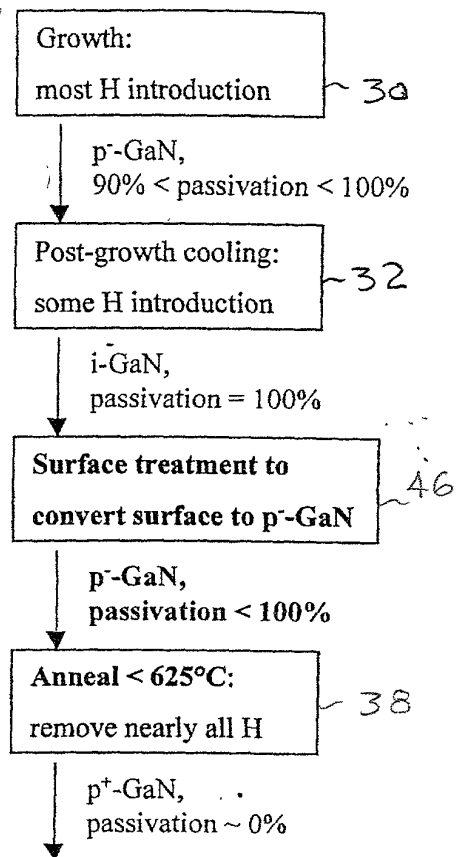 Growth:
most H introduction
30
p⁻-GaN,
90% < passivation < 100%
Post-growth cooling:
some H introduction
32
i-GaN,
passivation = 100%
Surface treatment to
convert surface to p⁻-GaN
46
p⁻-GaN,
passivation < 100%
Anneal < 625°C:
remove nearly all H
38
p⁺-GaN,
passivation ~ 0%